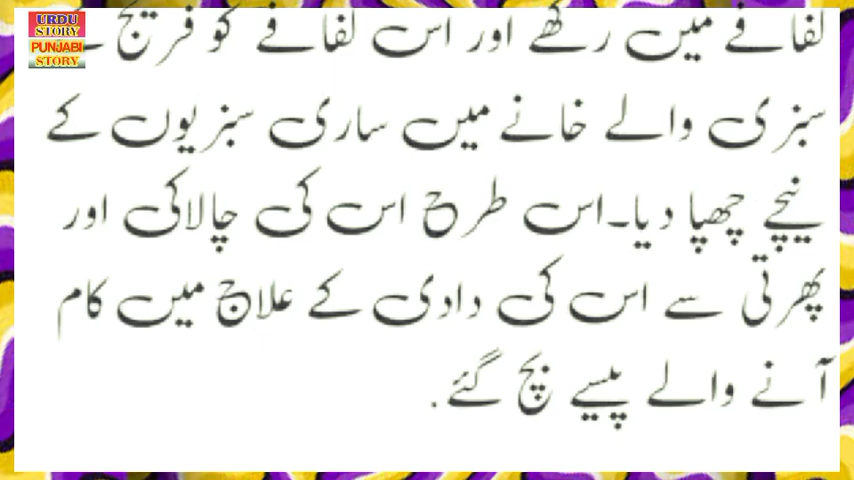 URDU
STORY
PUNJABI
STORY
لفافے میں رکھے اور اس لفافے کو فریج کے
سبزی والے خانے میں ساری سبزیوں کے
نیچے چھپا دیا۔اس طرح اس کی چالاکی اور
پھرتی سے اس کی دادی کے علاج میں کام
آنے والے پیسے بچ گئے.